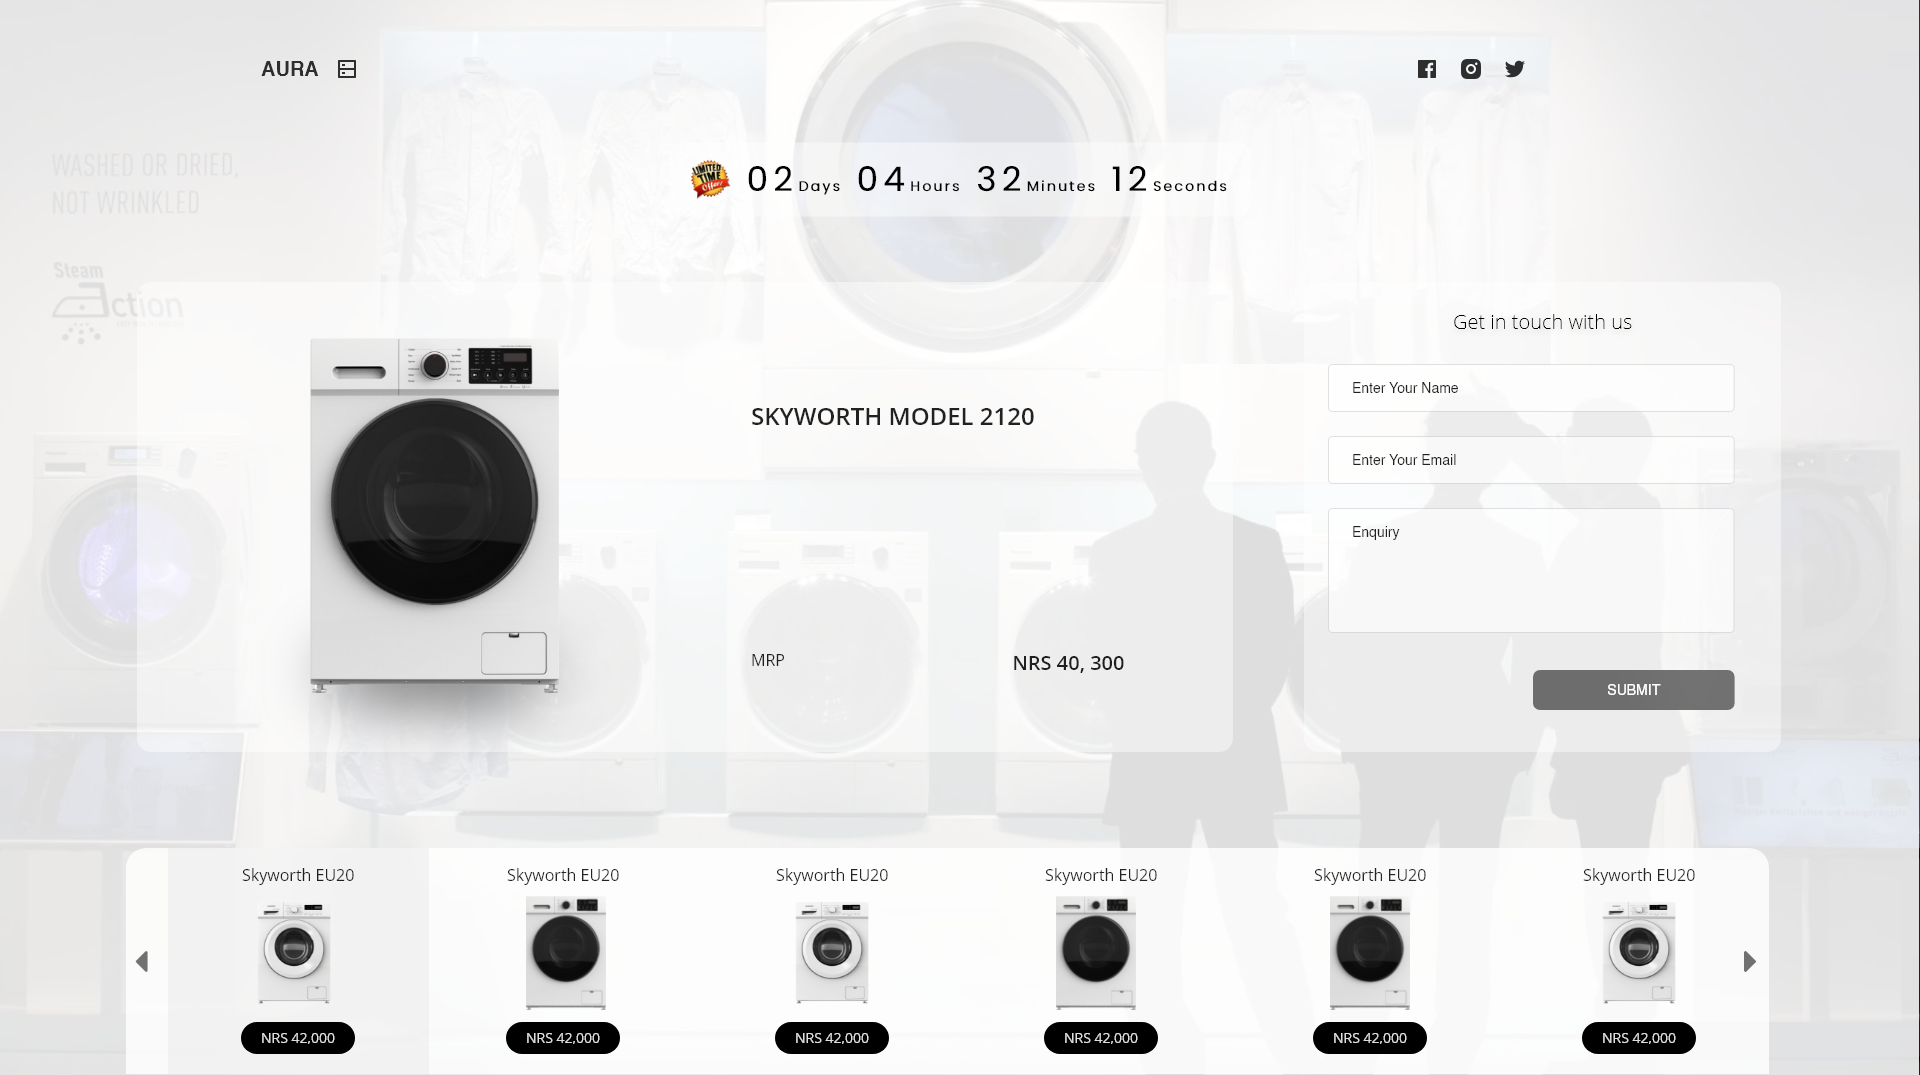 AURA
LIMITED
TIME
Offer
02 Days 04 Hours 32 Minutes 12 Seconds
WASHED OR DRIED,
NOT WRINKLED
Steam
Action
SKYWORTH MODEL 2120
MRP
NRS 40, 300
Get in touch with us
Enter Your Name
Enter Your Email
Enquiry
SUBMIT
Skyworth EU20
NRS 42,000
Skyworth EU20
NRS 42,000
Skyworth EU20
NRS 42,000
Skyworth EU20
NRS 42,000
Skyworth EU20
NRS 42,000
Skyworth EU20
NRS 42,000